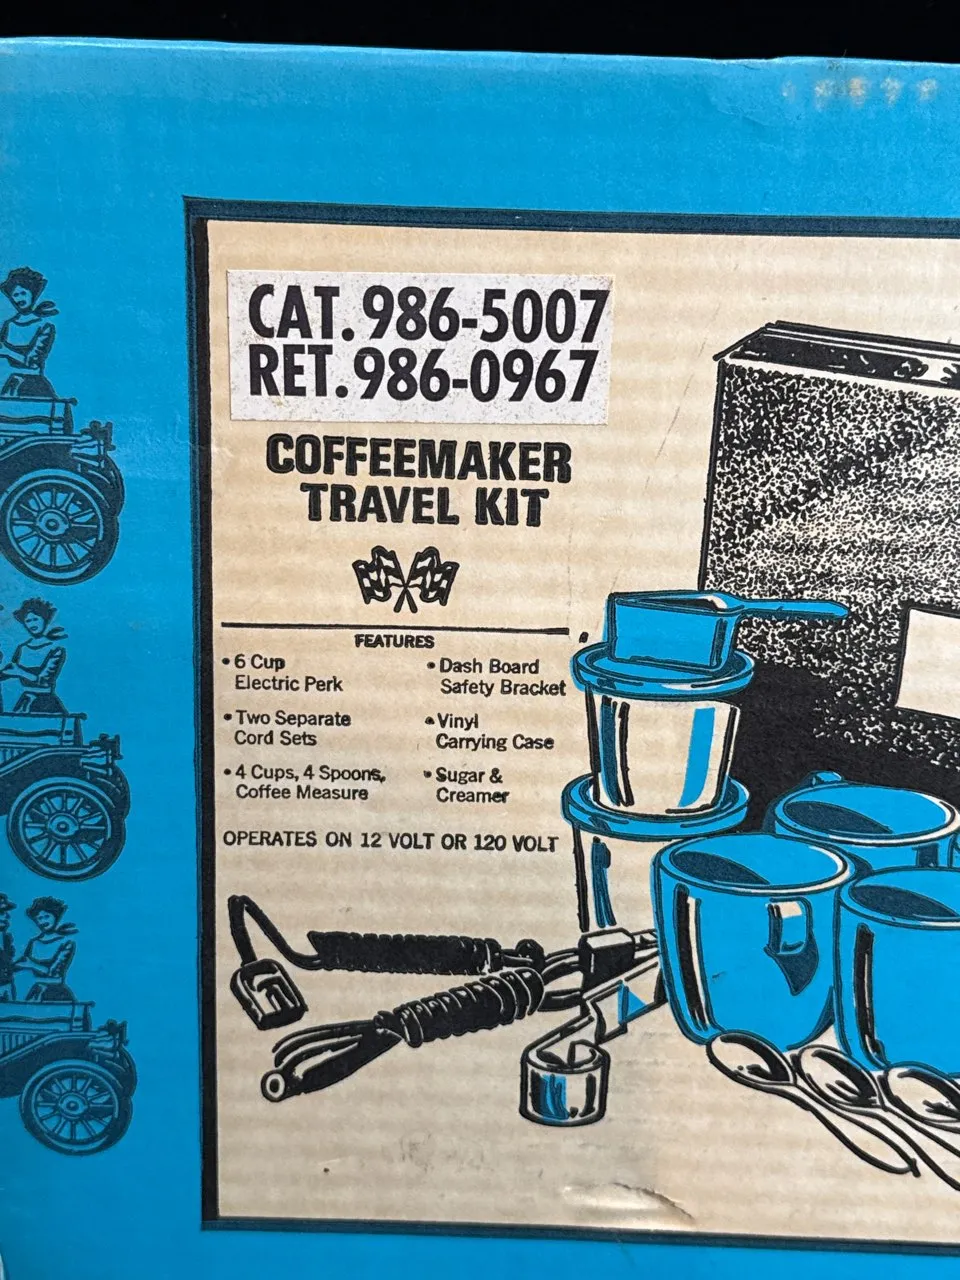 CAT. 986-5007
RET. 986-0967
COFFEEMAKER
TRAVEL KIT
FEATURES
• 6 Cup
Electric Perk
• Two Separate
Cord Sets
• 4 Cups, 4 Spoons,
Coffee Measure
• Dash Board
Safety Bracket
• Vinyl
Carrying Case
• Sugar &
Creamer
OPERATES ON 12 VOLT OR 120 VOLT